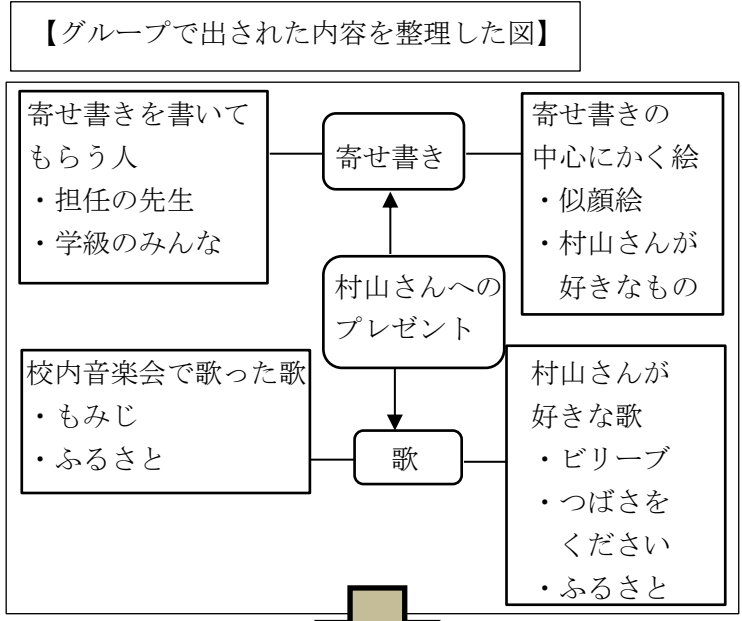 【グループで出された内容を整理した図】
寄せ書きを書いて
もらう人
・担任の先生
・学級のみんな
寄せ書き
寄せ書きの
中心にかく絵
・似顔絵
・村山さんが
好きなもの
村山さんへの
プレゼント
校内音楽会で歌った歌
・もみじ
・ふるさと
歌
村山さんが
好きな歌
・ビリーブ
・つばさを
ください
・ふるさと